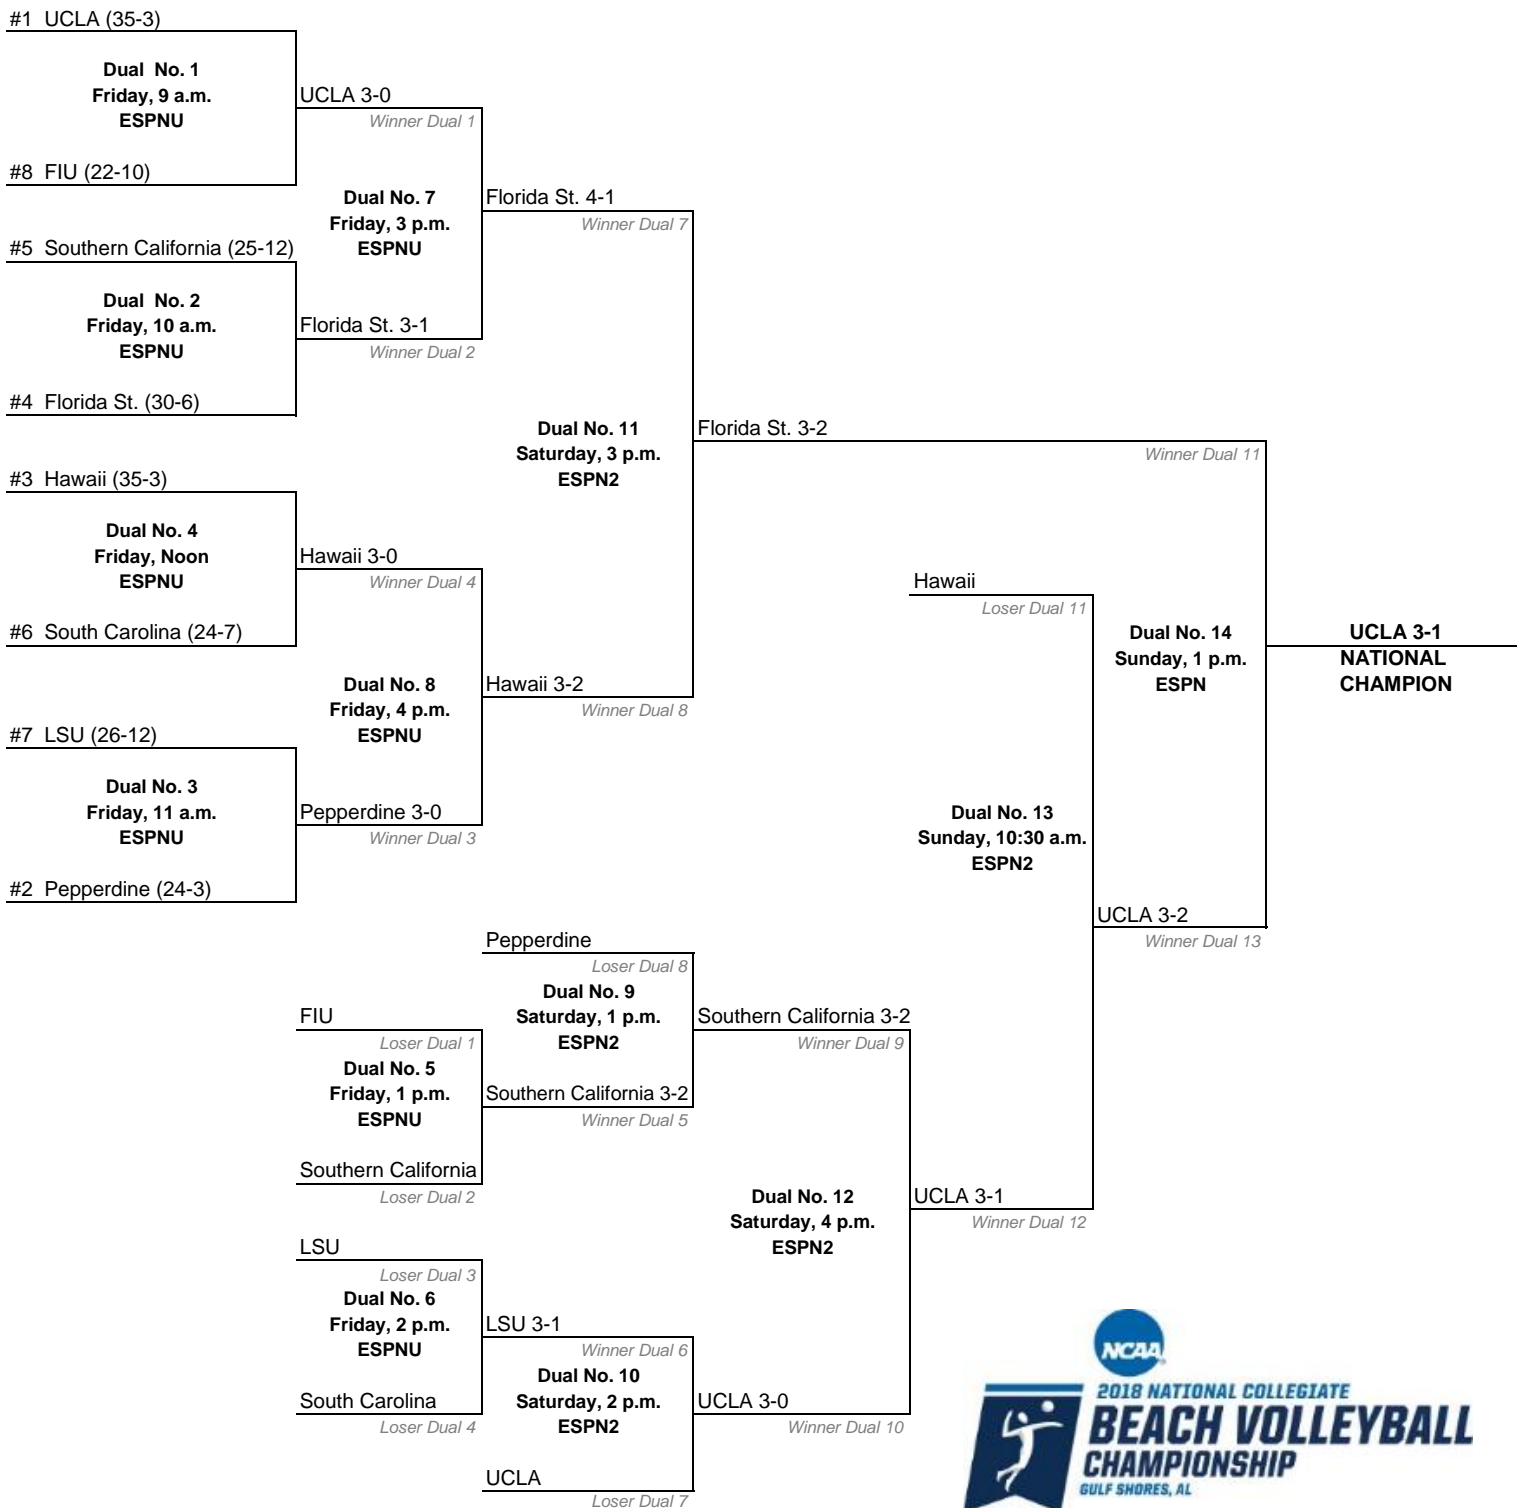 #1  UCLA (35-3)
Dual  No. 1
Friday, 9 a.m.
ESPNU
#8  FIU (22-10)
UCLA 3-0
Winner Dual 1
#5  Southern California (25-12)
Dual  No. 2
Friday, 10 a.m.
ESPNU
#4  Florida St. (30-6)
Florida St. 3-1
Winner Dual 2
Dual No. 7
Friday, 3 p.m.
ESPNU
Florida St. 4-1
Winner Dual 7
#3  Hawaii (35-3)
Dual No. 4
Friday, Noon
ESPNU
#6  South Carolina (24-7)
Hawaii 3-0
Winner Dual 4
#7  LSU (26-12)
Dual No. 3
Friday, 11 a.m.
ESPNU
#2  Pepperdine (24-3)
Pepperdine 3-0
Winner Dual 3
Dual No. 8
Friday, 4 p.m.
ESPNU
Hawaii 3-2
Winner Dual 8
Dual No. 11
Saturday, 3 p.m.
ESPN2
Florida St. 3-2
Winner Dual 11
Hawaii
Loser Dual 11
Dual No. 14
Sunday, 1 p.m.
ESPN
UCLA 3-1
NATIONAL
CHAMPION
Dual No. 13
Sunday, 10:30 a.m.
ESPN2
UCLA 3-2
Winner Dual 13
Pepperdine
Loser Dual 8
Dual No. 9
Saturday, 1 p.m.
ESPN2
FIU
Loser Dual 1
Dual No. 5
Friday, 1 p.m.
ESPNU
Southern California
Loser Dual 2
Southern California 3-2
Winner Dual 5
Southern California 3-2
Winner Dual 9
Dual No. 12
Saturday, 4 p.m.
ESPN2
UCLA 3-1
Winner Dual 12
LSU
Loser Dual 3
Dual No. 6
Friday, 2 p.m.
ESPNU
South Carolina
Loser Dual 4
LSU 3-1
Winner Dual 6
Dual No. 10
Saturday, 2 p.m.
ESPN2
UCLA
Loser Dual 7
UCLA 3-0
Winner Dual 10
NCAA
2018 NATIONAL COLLEGIATE
BEACH VOLLEYBALL
CHAMPIONSHIP
GULF SHORES, AL